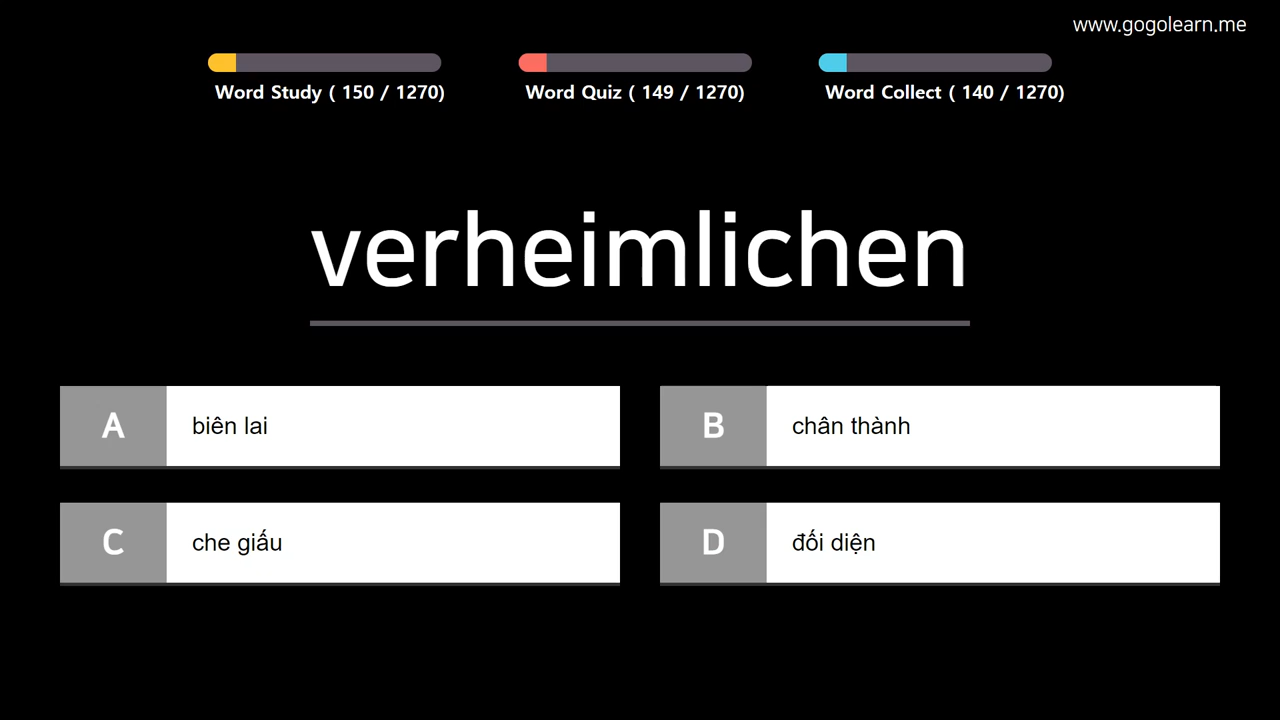 www.gogolearn.me
Word Study ( 150 / 1270)
Word Quiz ( 149 / 1270)
Word Collect ( 140 / 1270)
verheimlichen
A biên lai
B chân thành
C che giấu
D đối diện